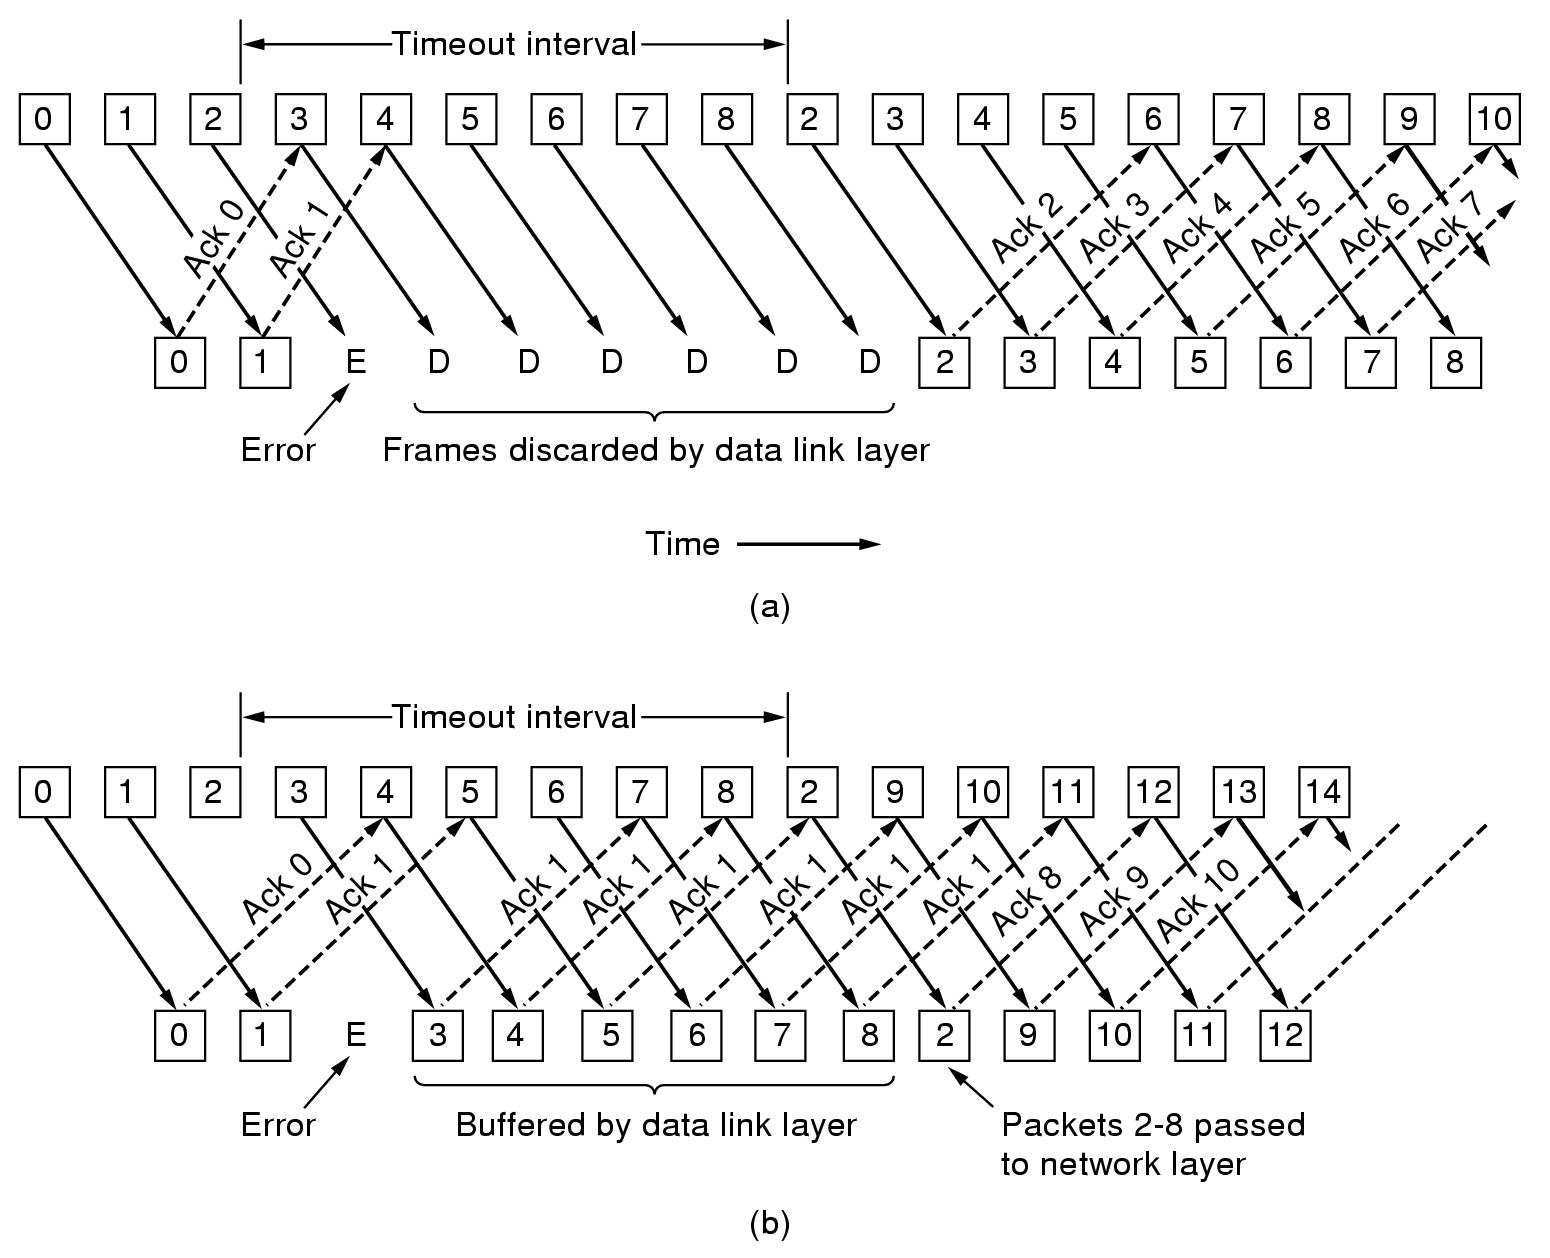 Timeout interval
0 1 2 3 4 5 6 7 8 2 3 4 5 6 7 8 9 10
Ack 0 Ack 1 Ack 2 Ack 3 Ack 4 Ack 5 Ack 6 Ack 7
0 1 E D D D D D D 2 3 4 5 6 7 8
Error Frames discarded by data link layer
Time
(a)
Timeout interval
0 1 2 3 4 5 6 7 8 2 9 10 11 12 13 14
Ack 0 Ack 1 Ack 1 Ack 1 Ack 1 Ack 1 Ack 1 Ack 1 Ack 8 Ack 9 Ack 10
0 1 E 3 4 5 6 7 8 2 9 10 11 12
Error Buffered by data link layer Packets 2-8 passed
to network layer
(b)